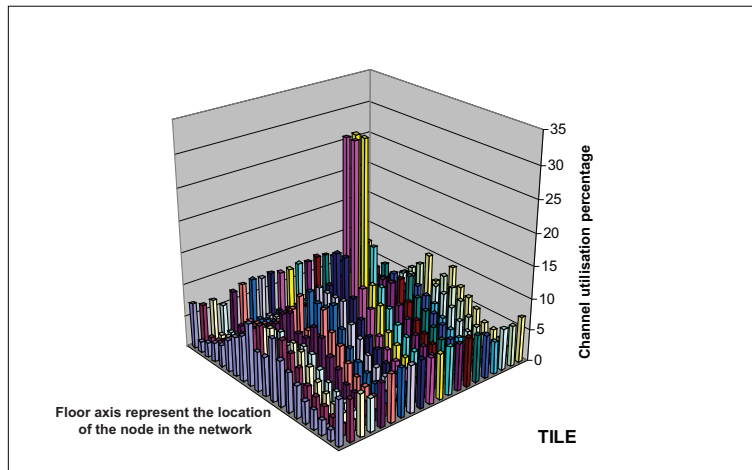 35
30
25
20
15
10
5
0
Channel utilisation percentage
Floor axis represent the location
of the node in the network
TILE